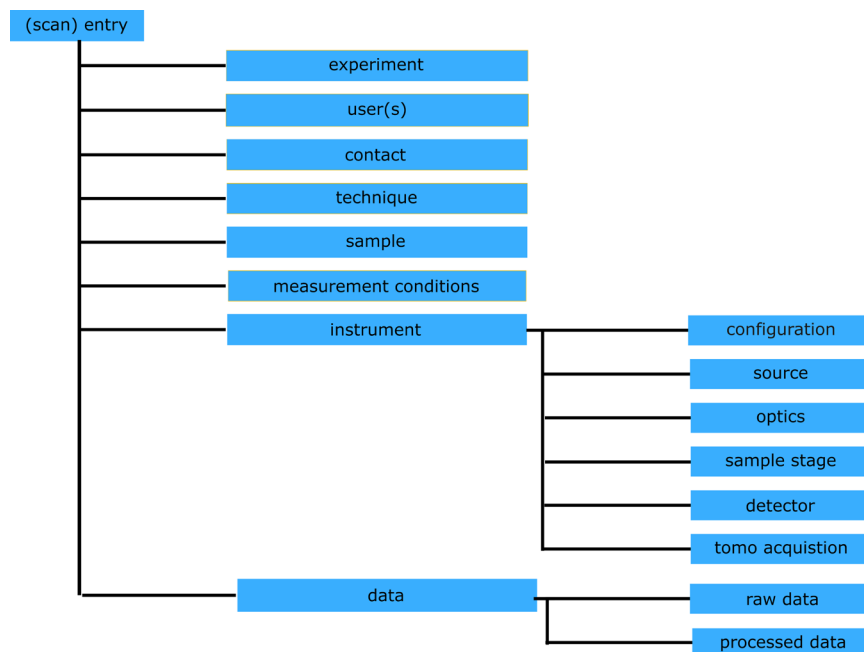 (scan) entry
experiment
user(s)
contact
technique
sample
measurement conditions
instrument
configuration
source
optics
sample stage
detector
tomo acquistion
data
raw data
processed data